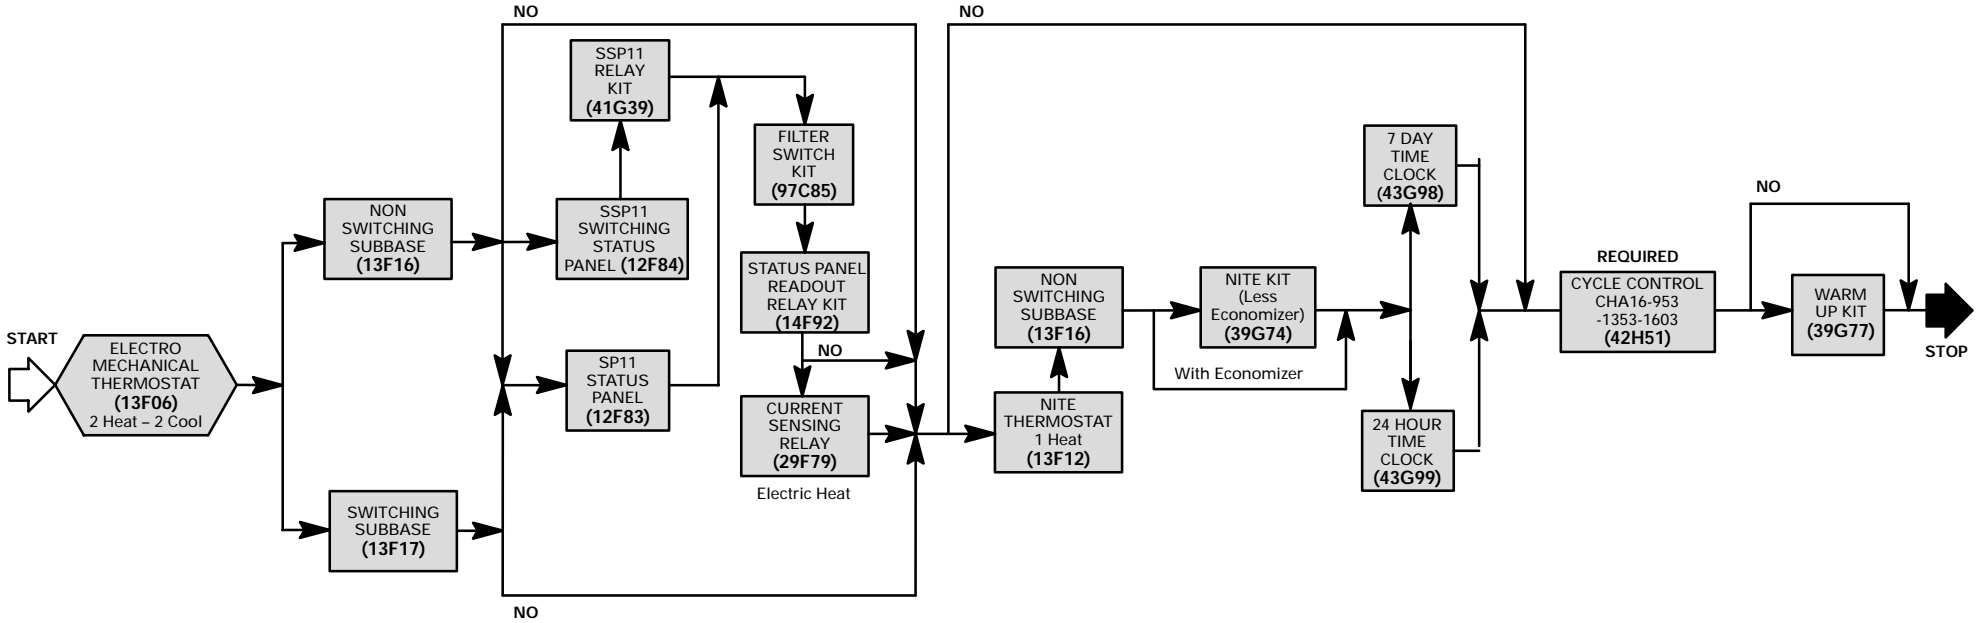 START
ELECTRO
MECHANICAL
THERMOSTAT
(13F06)
2 Heat – 2 Cool
NON
SWITCHING
SUBBASE
(13F16)
SWITCHING
SUBBASE
(13F17)
NO
SSP11
RELAY
KIT
(41G39)
SSP11
SWITCHING
STATUS
PANEL (12F84)
SP11
STATUS
PANEL
(12F83)
FILTER
SWITCH
KIT
(97C85)
STATUS PANEL
READOUT
RELAY KIT
(14F92)
NO
CURRENT
SENSING
RELAY
(29F79)
Electric Heat
NO
NO
NON
SWITCHING
SUBBASE
(13F16)
NITE
THERMOSTAT
1 Heat
(13F12)
NITE KIT
(Less
Economizer)
(39G74)
With Economizer
7 DAY
TIME
CLOCK
(43G98)
24 HOUR
TIME
CLOCK
(43G99)
REQUIRED
CYCLE CONTROL
CHA16-953
-1353-1603
(42H51)
NO
WARM
UP KIT
(39G77)
STOP